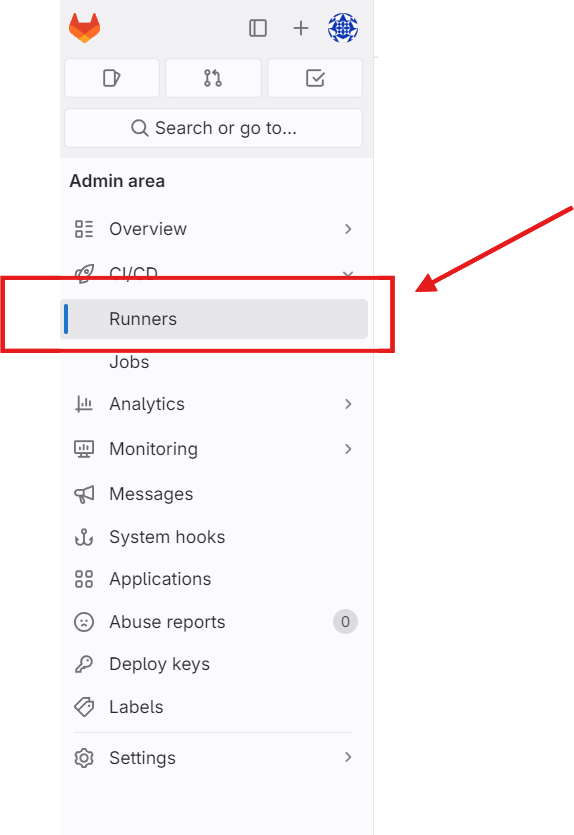 Search or go to...
Admin area
Overview
CI/CD
Runners
Jobs
Analytics
Monitoring
Messages
System hooks
Applications
Abuse reports 0
Deploy keys
Labels
Settings